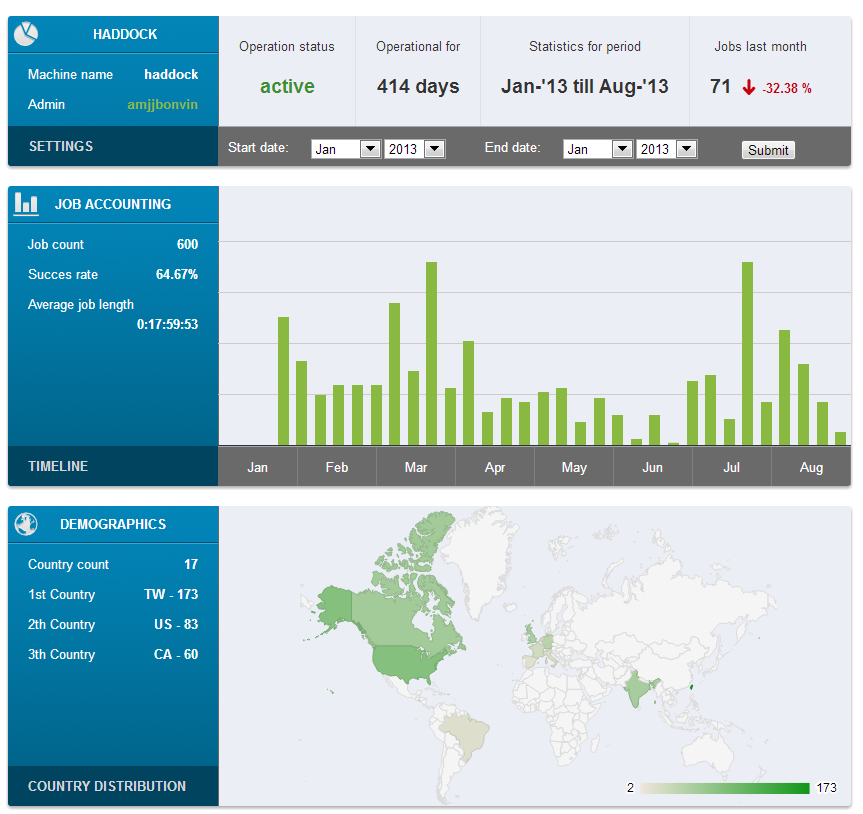 HADDOCK
Machine name haddock
Admin amjjbonvin
SETTINGS
Operation status Operational for Statistics for period Jobs last month
active 414 days Jan-'13 till Aug-'13 71 -32.38 %
Start date: Jan 2013 End date: Jan 2013 Submit
JOB ACCOUNTING
Job count 600
Succes rate 64.67%
Average job length
0:17:59:53
TIMELINE
Jan Feb Mar Apr May Jun Jul Aug
DEMOGRAPHICS
Country count 17
1st Country TW - 173
2th Country US - 83
3th Country CA - 60
COUNTRY DISTRIBUTION
2 173